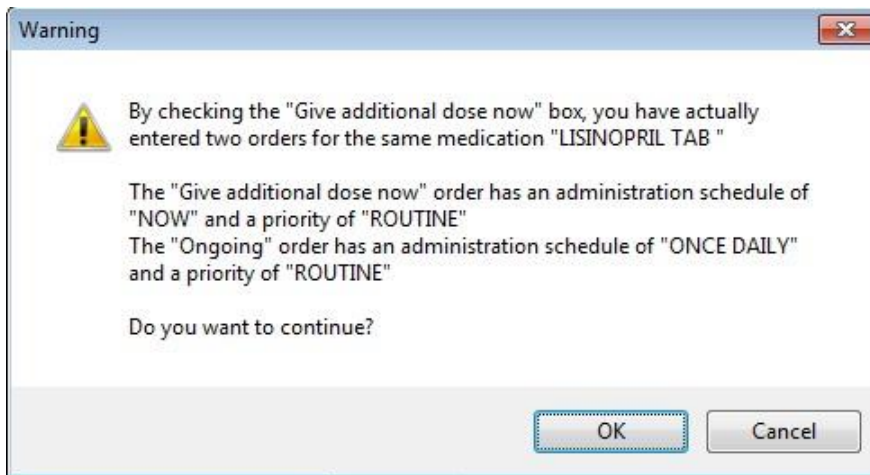 Warning
By checking the "Give additional dose now" box, you have actually
entered two orders for the same medication "LISINOPRIL TAB "
The "Give additional dose now" order has an administration schedule of
"NOW" and a priority of "ROUTINE"
The "Ongoing" order has an administration schedule of "ONCE DAILY"
and a priority of "ROUTINE"
Do you want to continue?
OK
Cancel